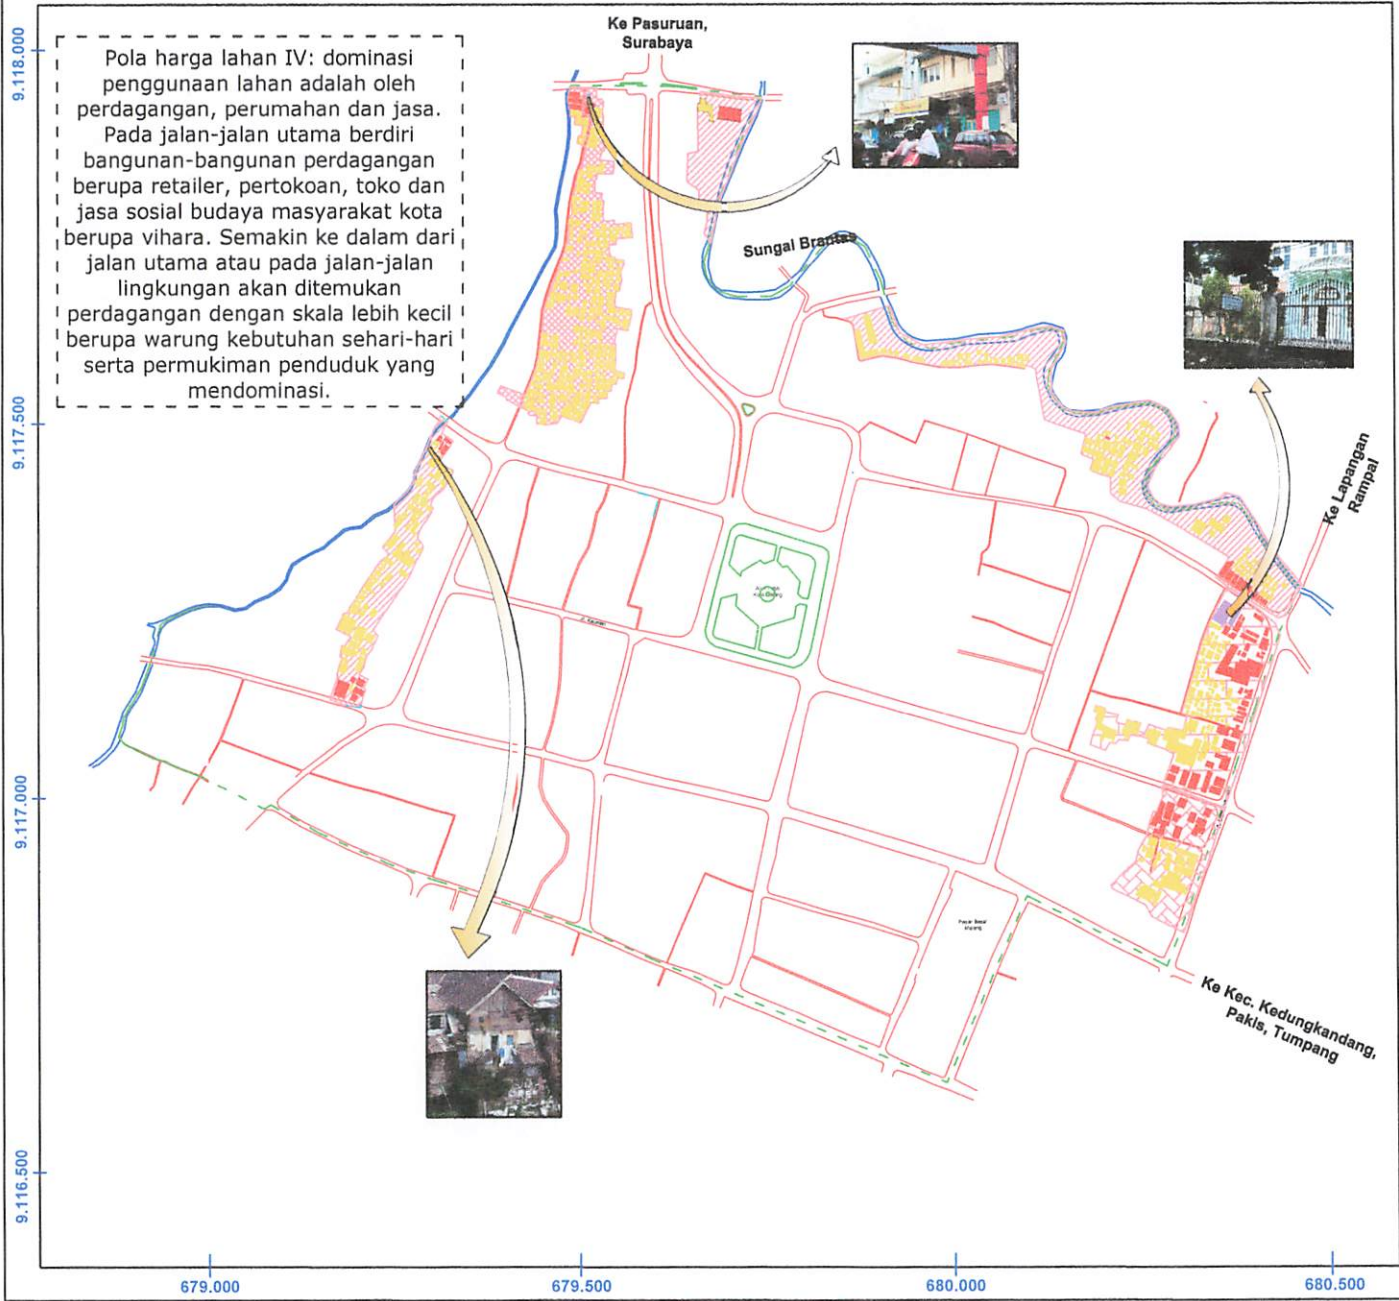 Ke Pasuruan,
Surabaya
9.118.000
Pola harga lahan IV: dominasi
penggunaan lahan adalah oleh
perdagangan, perumahan dan jasa.
Pada jalan-jalan utama berdiri
bangunan-bangunan perdagangan
berupa retailer, pertokoan, toko dan
jasa sosial budaya masyarakat kota
berupa vihara. Semakin ke dalam dari
jalan utama atau pada jalan-jalan
lingkungan akan ditemukan
perdagangan dengan skala lebih kecil
berupa warung kebutuhan sehari-hari
serta permukiman penduduk yang
mendominasi.
Sungai Brantas
9.117.500
Ke Lapangan
Rampal
9.117.000
Ke Kec. Kedungkandang,
Pakis, Tumpang
9.116.500
679.000
679.500
680.000
680.500